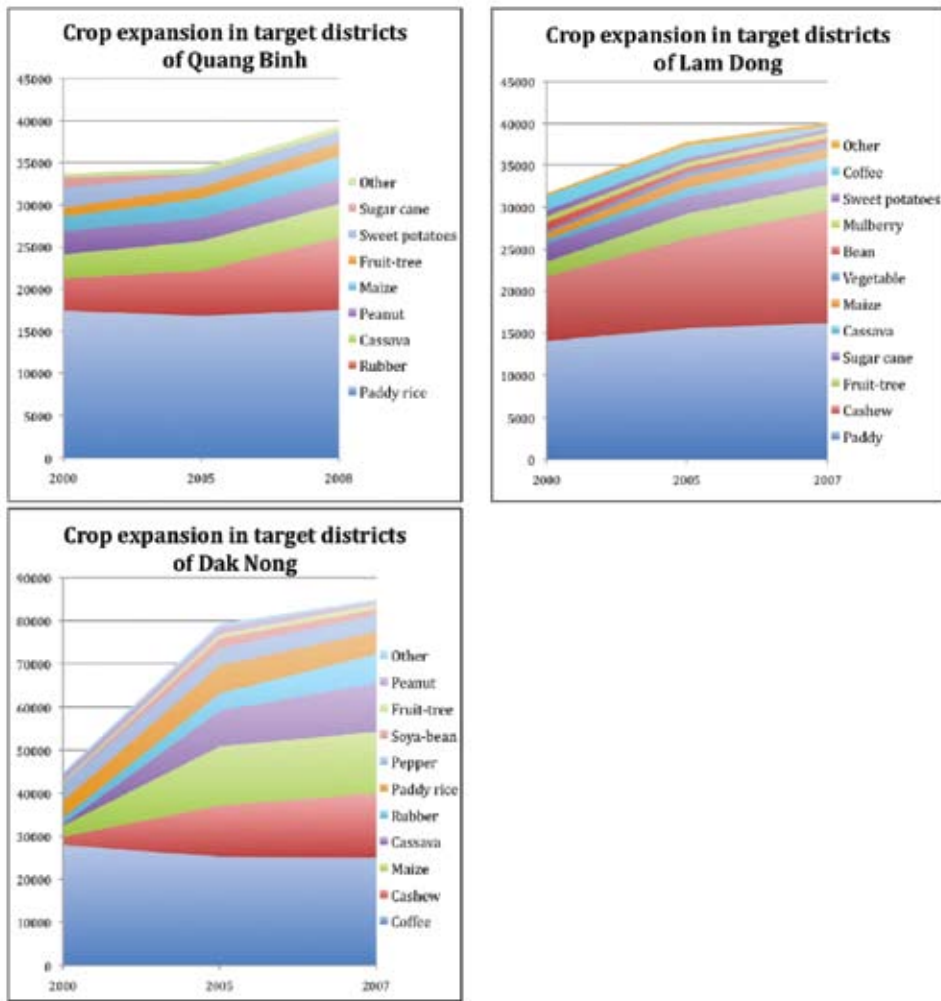 Crop expansion in target districts
of Quang Binh
45000
40000
35000
30000
25000
20000
15000
10000
5000
0
2000
2005
2008
Other
Sugar cane
Sweet potatoes
Fruit-tree
Maize
Peanut
Cassava
Rubber
Paddy rice
Crop expansion in target districts
of Lam Dong
45000
40000
35000
30000
25000
20000
15000
10000
5000
0
2000
2005
2007
Other
Coffee
Sweet potatoes
Mulberry
Bean
Vegetable
Maize
Cassava
Sugar cane
Fruit-tree
Cashew
Paddy
Crop expansion in target districts
of Dak Nong
90000
80000
70000
60000
50000
40000
30000
20000
10000
0
2000
2005
2007
Other
Peanut
Fruit-tree
Soya-bean
Pepper
Paddy rice
Rubber
Cassava
Maize
Cashew
Coffee